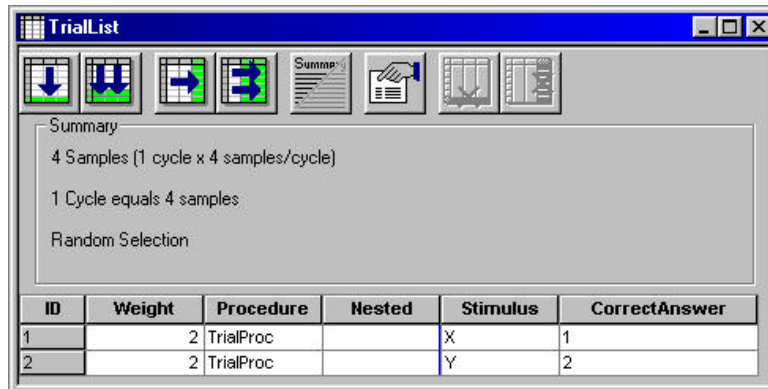 TrialList
Summary
Summary
4 Samples (1 cycle x 4 samples/cycle)
1 Cycle equals 4 samples
Random Selection
ID Weight Procedure Nested Stimulus CorrectAnswer
1 2 TrialProc X 1
2 2 TrialProc Y 2